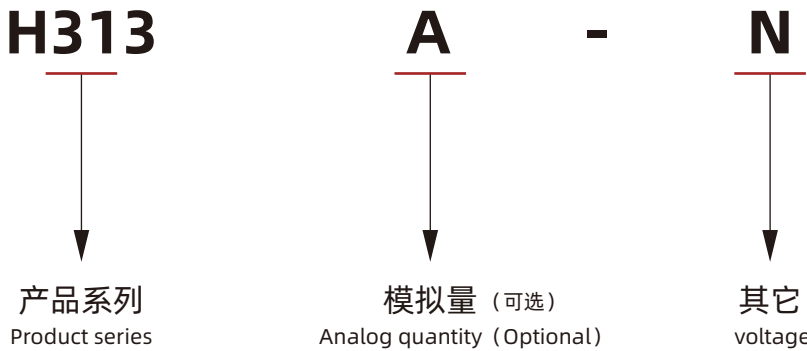 H313 A - N
产品系列 模拟量（可选） 其它
Product series Analog quantity（Optional） voltage